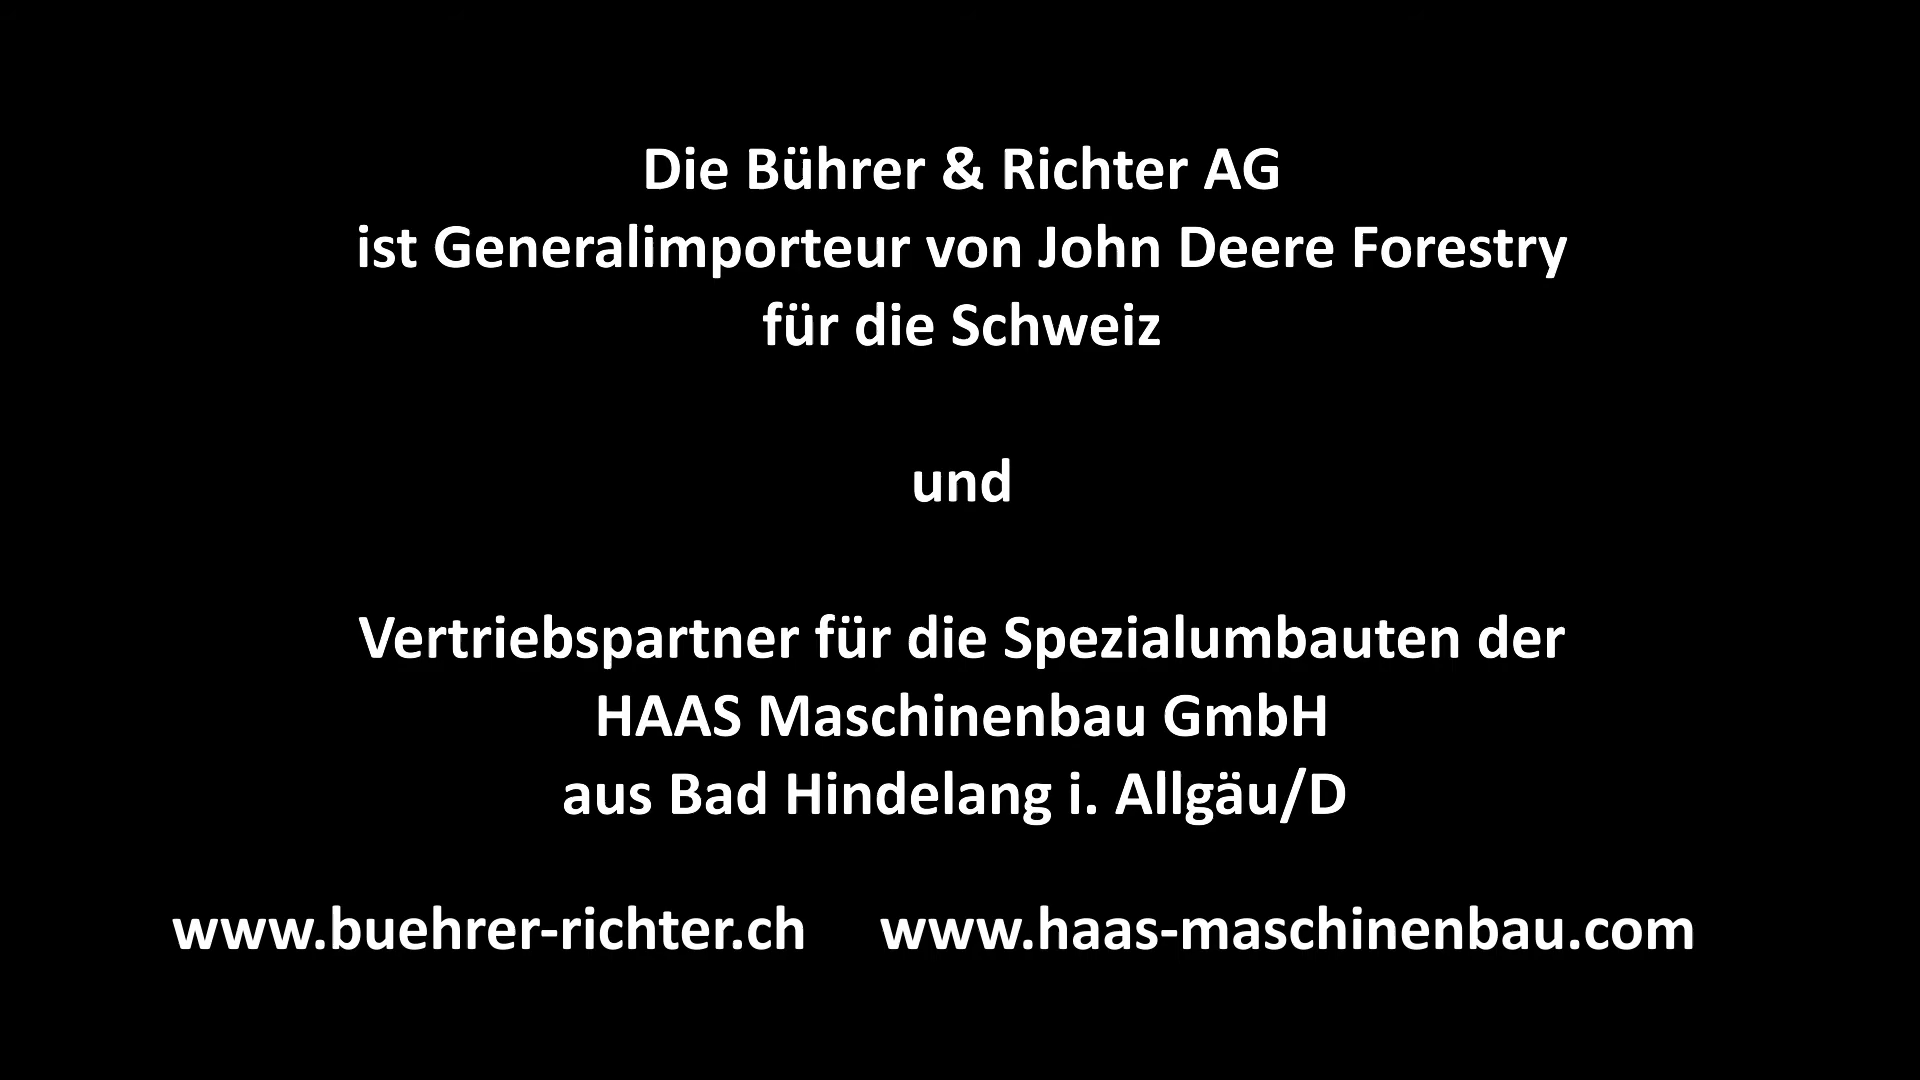 Die Bührer & Richter AG
ist Generalimporteur von John Deere Forestry
für die Schweiz
und
Vertriebspartner für die Spezialumbauten der
HAAS Maschinenbau GmbH
aus Bad Hindelang i. Allgäu/D
www.buehrer-richter.ch www.haas-maschinenbau.com